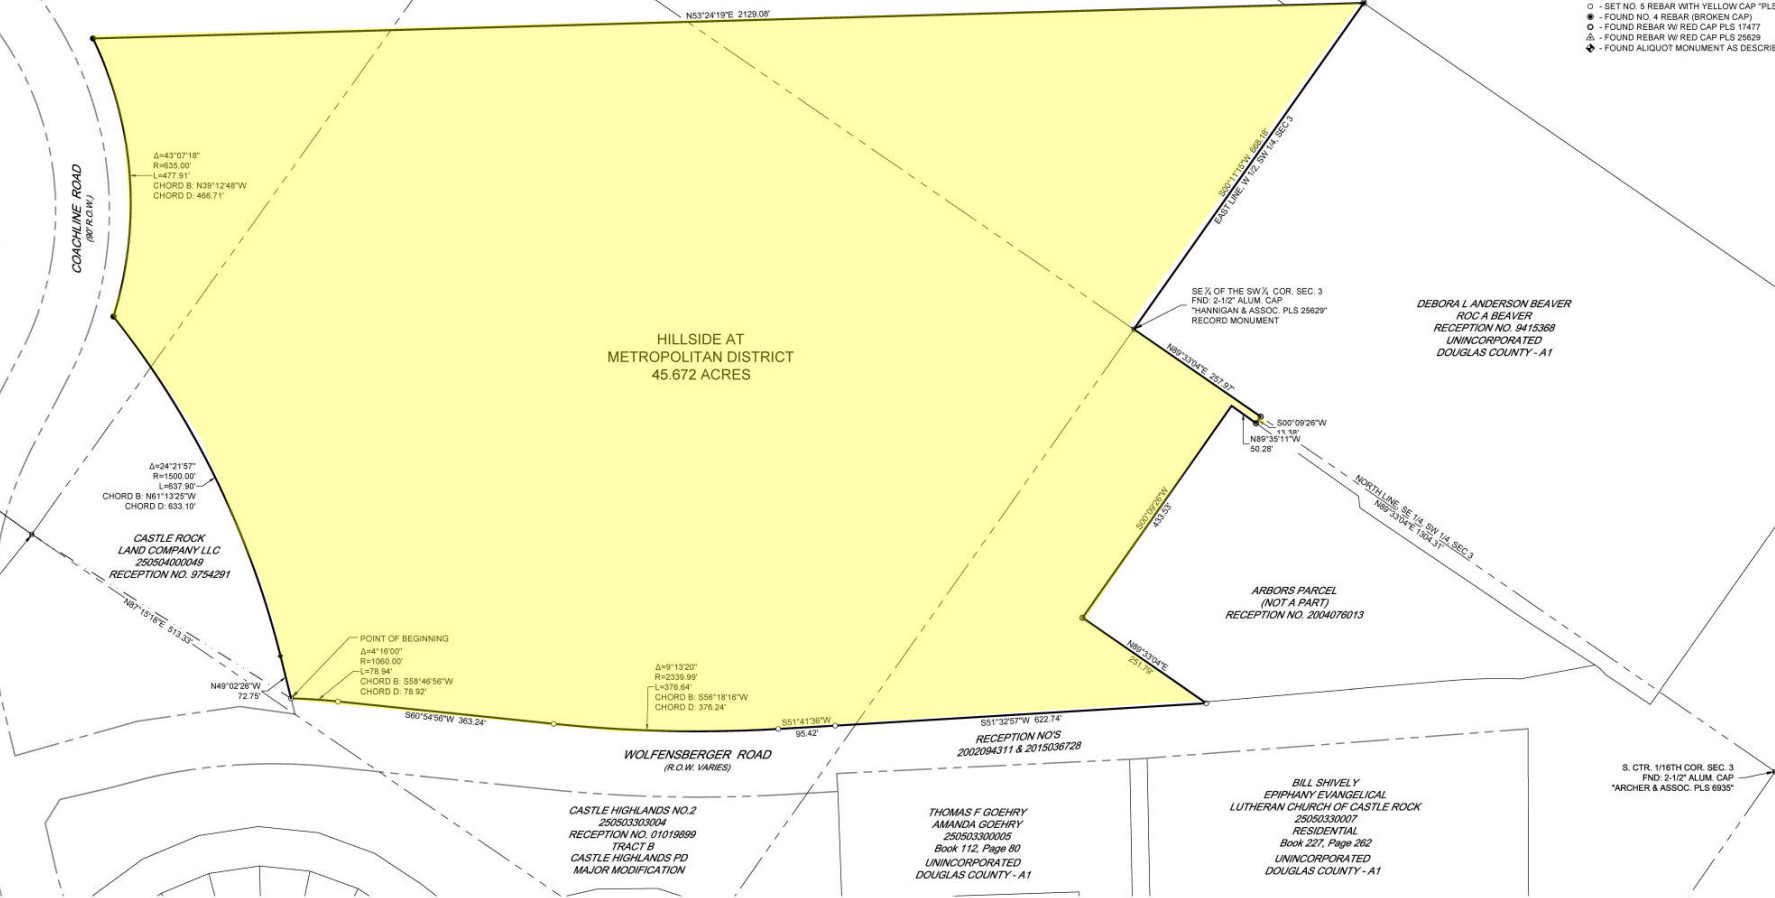 N53°24'19"E 2129.08'
○ - SET NO. 5 REBAR WITH YELLOW CAP "PLS
- FOUND NO. 4 REBAR (BROKEN CAP)
- FOUND REBAR W/ RED CAP PLS 17477
- FOUND REBAR W/ RED CAP PLS 25629
- FOUND ALIQUOT MONUMENT AS DESCRIBE
COACHLINE ROAD
(90' R.O.W.)
Δ=43°07'18"
R=635.00'
L=477.91'
CHORD B: N39°12'48"W
CHORD D: 466.71'
S00°11'15"W 668.18'
EAST LINE, W 1/2, SW 1/4, SEC 3
SE ¼ OF THE SW ¼ COR. SEC. 3
FND: 2-1/2" ALUM. CAP
"HANNIGAN & ASSOC. PLS 25629"
RECORD MONUMENT
DEBORA L ANDERSON BEAVER
ROC A BEAVER
RECEPTION NO. 9415368
UNINCORPORATED
DOUGLAS COUNTY - A1
HILLSIDE AT
METROPOLITAN DISTRICT
45.672 ACRES
N89°33'04"E 257.97'
S00°09'26"W
13.38'
N89°35'11"W
50.28'
Δ=24°21'57"
R=1500.00'
L=637.90'
CHORD B: N61°13'25"W
CHORD D: 633.10'
S00°09'26"W
433.53'
NORTH LINE, SE 1/4, SW 1/4, SEC 3
N89°33'04"E 1304.31'
CASTLE ROCK
LAND COMPANY LLC
250504000049
RECEPTION NO. 9754291
N87°15'18"E 513.33'
ARBORS PARCEL
(NOT A PART)
RECEPTION NO. 2004076013
POINT OF BEGINNING
Δ=4°16'00"
R=1060.00'
L=78.94'
CHORD B: S58°46'56"W
CHORD D: 78.92'
N49°02'26"W
72.75'
Δ=9°13'20"
R=2339.99'
L=376.64'
CHORD B: S56°18'16"W
CHORD D: 376.24'
N89°33'04"E
251.79'
S60°54'56"W 363.24'
S51°41'36"W
95.42'
S51°32'57"W 622.74'
WOLFENSBERGER ROAD
(R.O.W. VARIES)
RECEPTION NO'S
2002094311 & 2015036728
S. CTR. 1/16TH COR. SEC. 3
FND: 2-1/2" ALUM. CAP
"ARCHER & ASSOC. PLS 6935"
CASTLE HIGHLANDS NO.2
250503303004
RECEPTION NO. 01019899
TRACT B
CASTLE HIGHLANDS PD
MAJOR MODIFICATION
THOMAS F GOEHRY
AMANDA GOEHRY
250503300005
Book 112, Page 80
UNINCORPORATED
DOUGLAS COUNTY - A1
BILL SHIVELY
EPIPHANY EVANGELICAL
LUTHERAN CHURCH OF CASTLE ROCK
250503300007
RESIDENTIAL
Book 227, Page 262
UNINCORPORATED
DOUGLAS COUNTY - A1